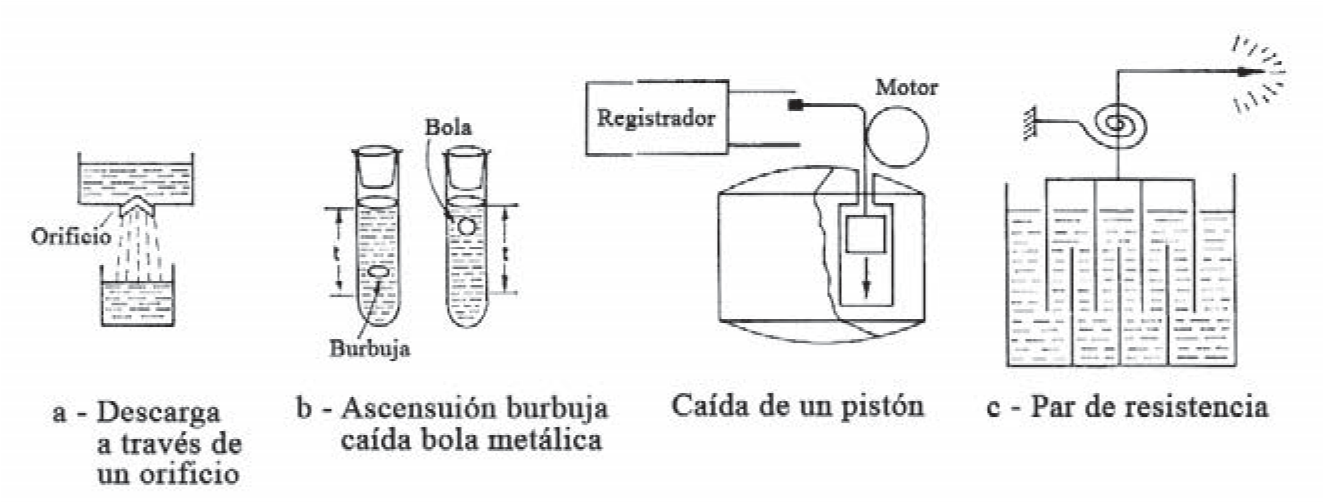 Orificio
a - Descarga
a través de
un orificio
Bola
t
t
Burbuja
b - Ascensuión burbuja
caída bola metálica
Registrador
Motor
Caída de un pistón
c - Par de resistencia